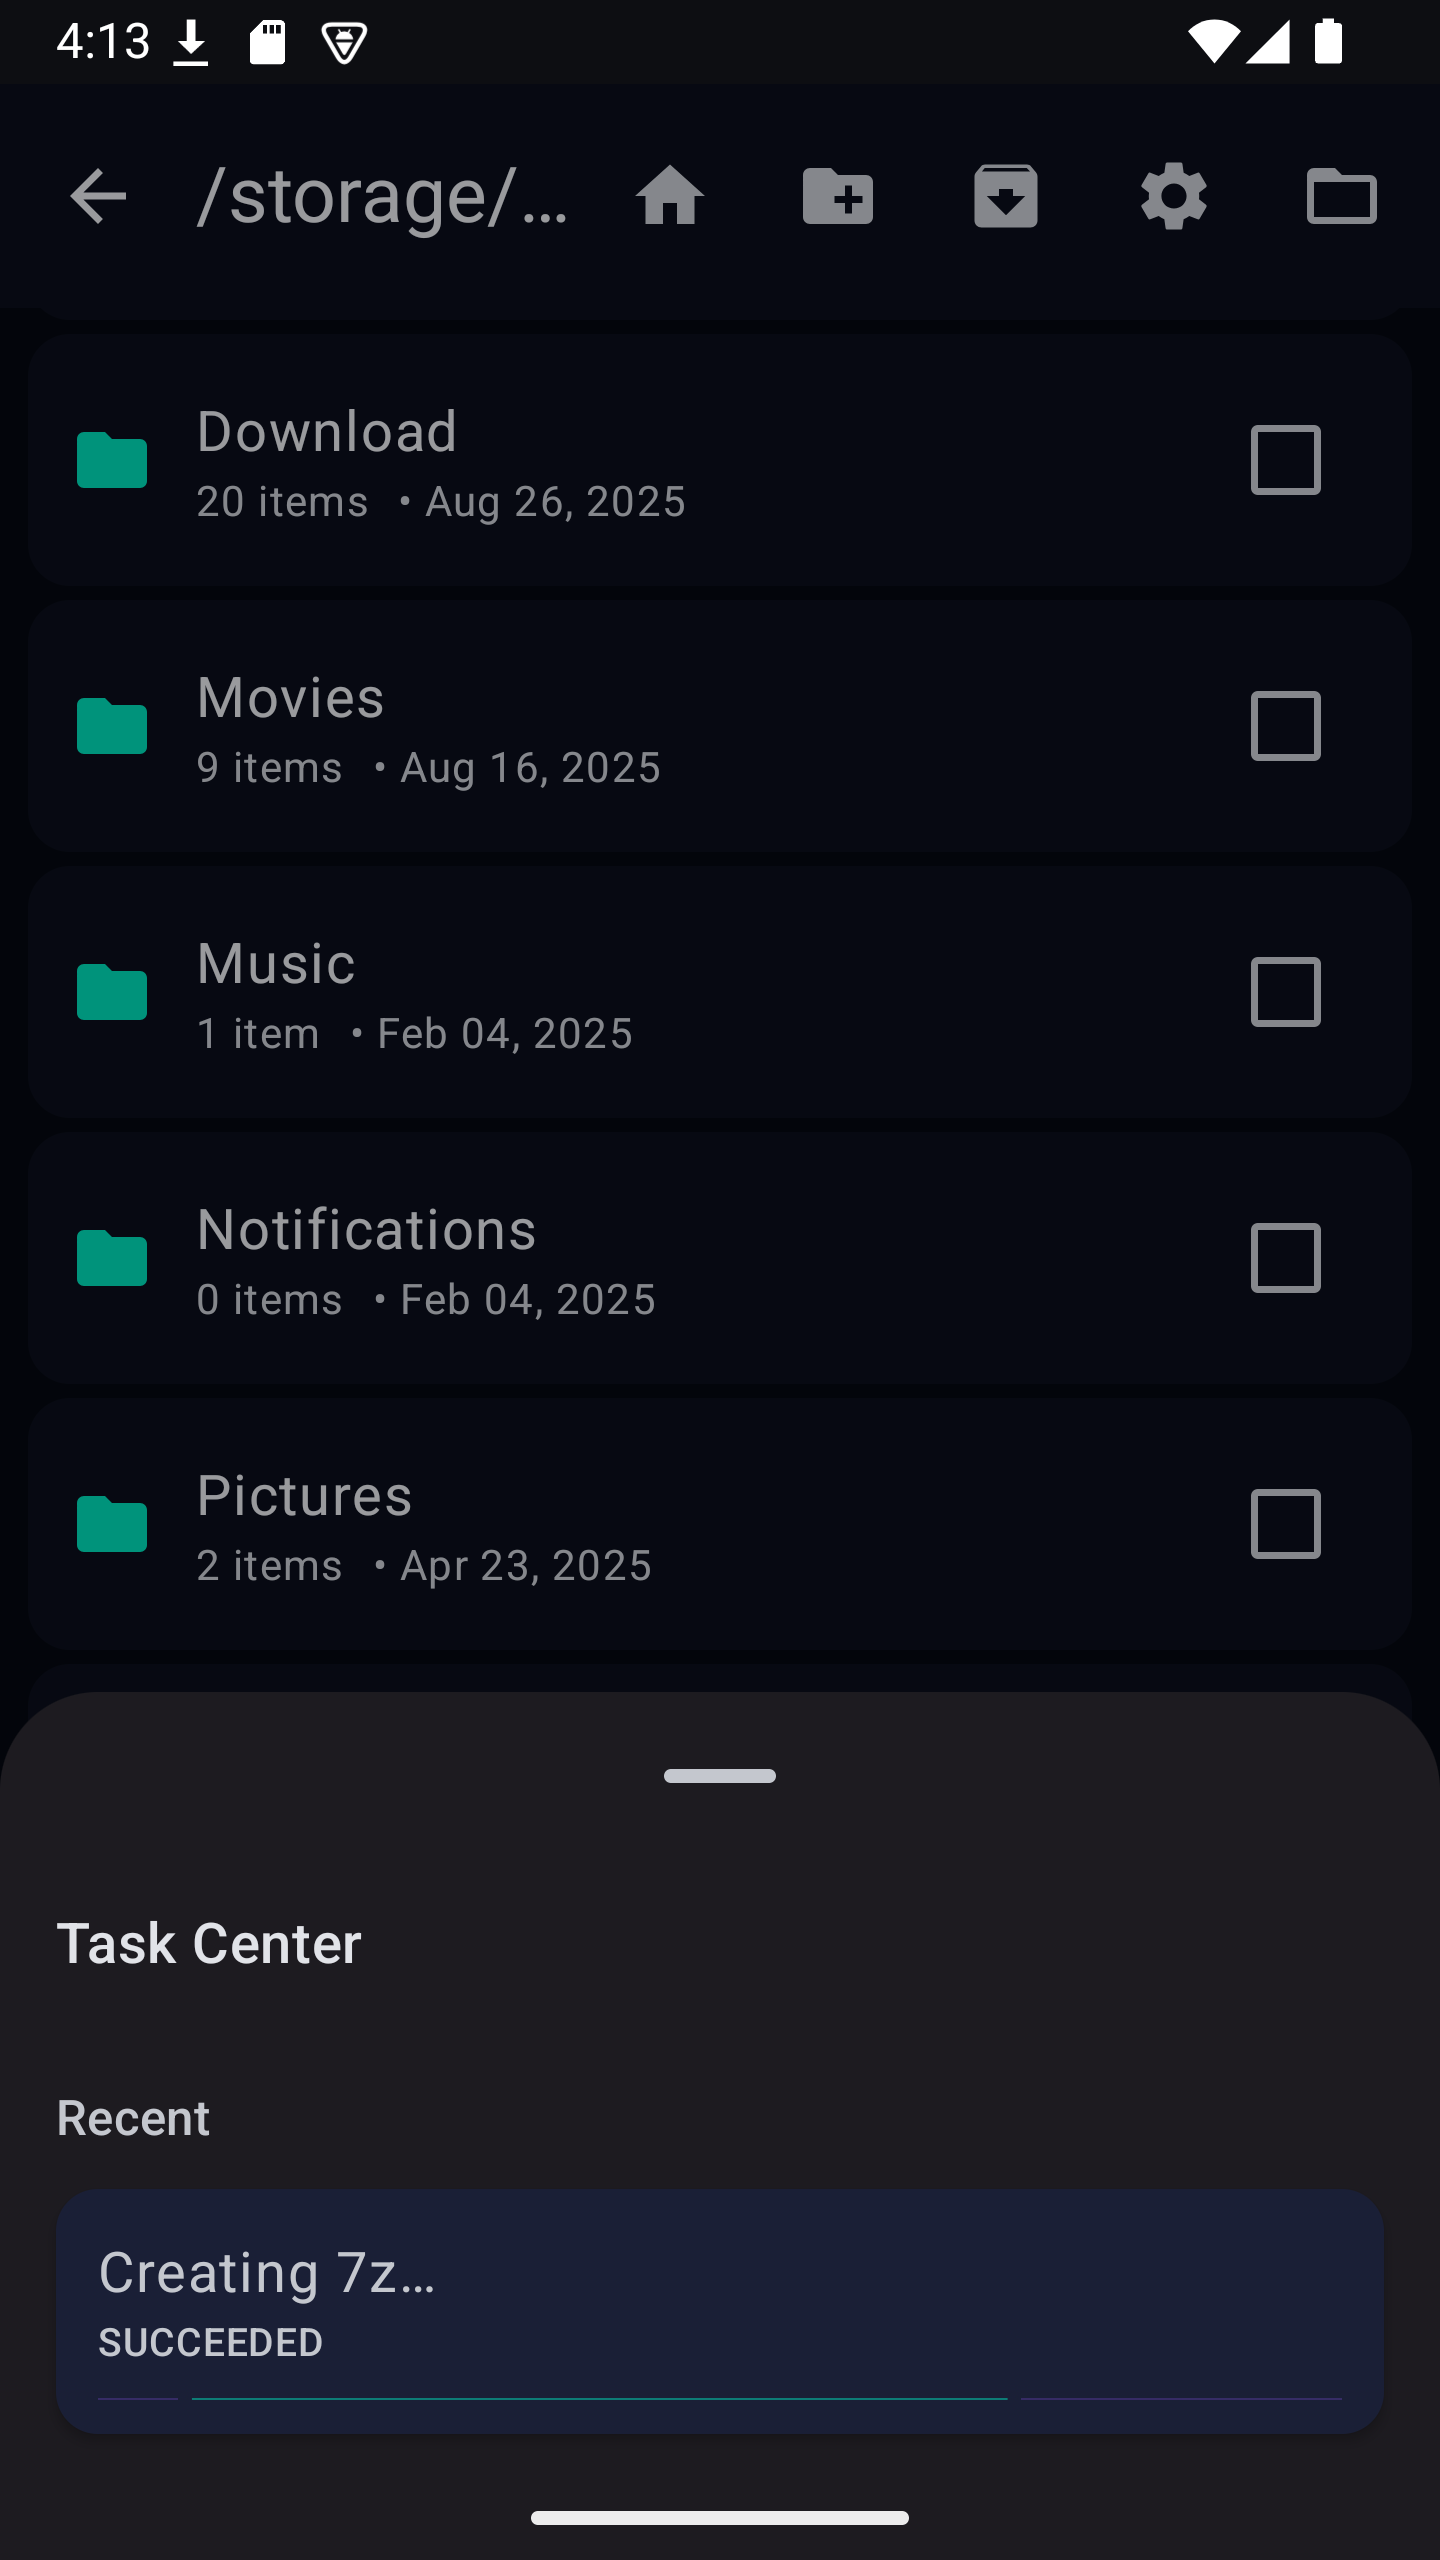 4:13
/storage/…
Download
20 items • Aug 26, 2025
Movies
9 items • Aug 16, 2025
Music
1 item • Feb 04, 2025
Notifications
0 items • Feb 04, 2025
Pictures
2 items • Apr 23, 2025
Task Center
Recent
Creating 7z…
SUCCEEDED